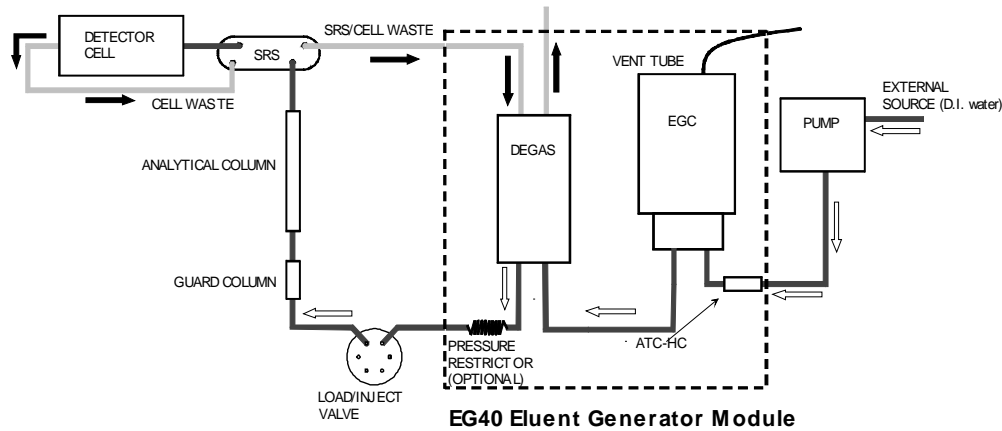 DETECTOR
CELL
SRS
SRS/CELL WASTE
CELL WASTE
VENT TUBE
EGC
EXTERNAL
SOURCE (D.I. water)
PUMP
DEGAS
ANALYTICAL COLUMN
GUARD COLUMN
ATC-HC
PRESSURE
RESTRICTOR
(OPTIONAL)
LOAD/INJECT
VALVE
EG40 Eluent Generator Module